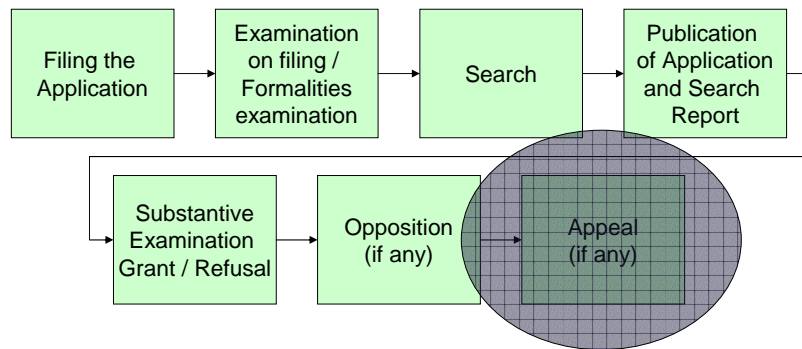 Filing the
Application
Examination
on filing /
Formalities
examination
Search
Publication
of Application
and Search
Report
Substantive
Examination
Grant / Refusal
Opposition
(if any)
Appeal
(if any)